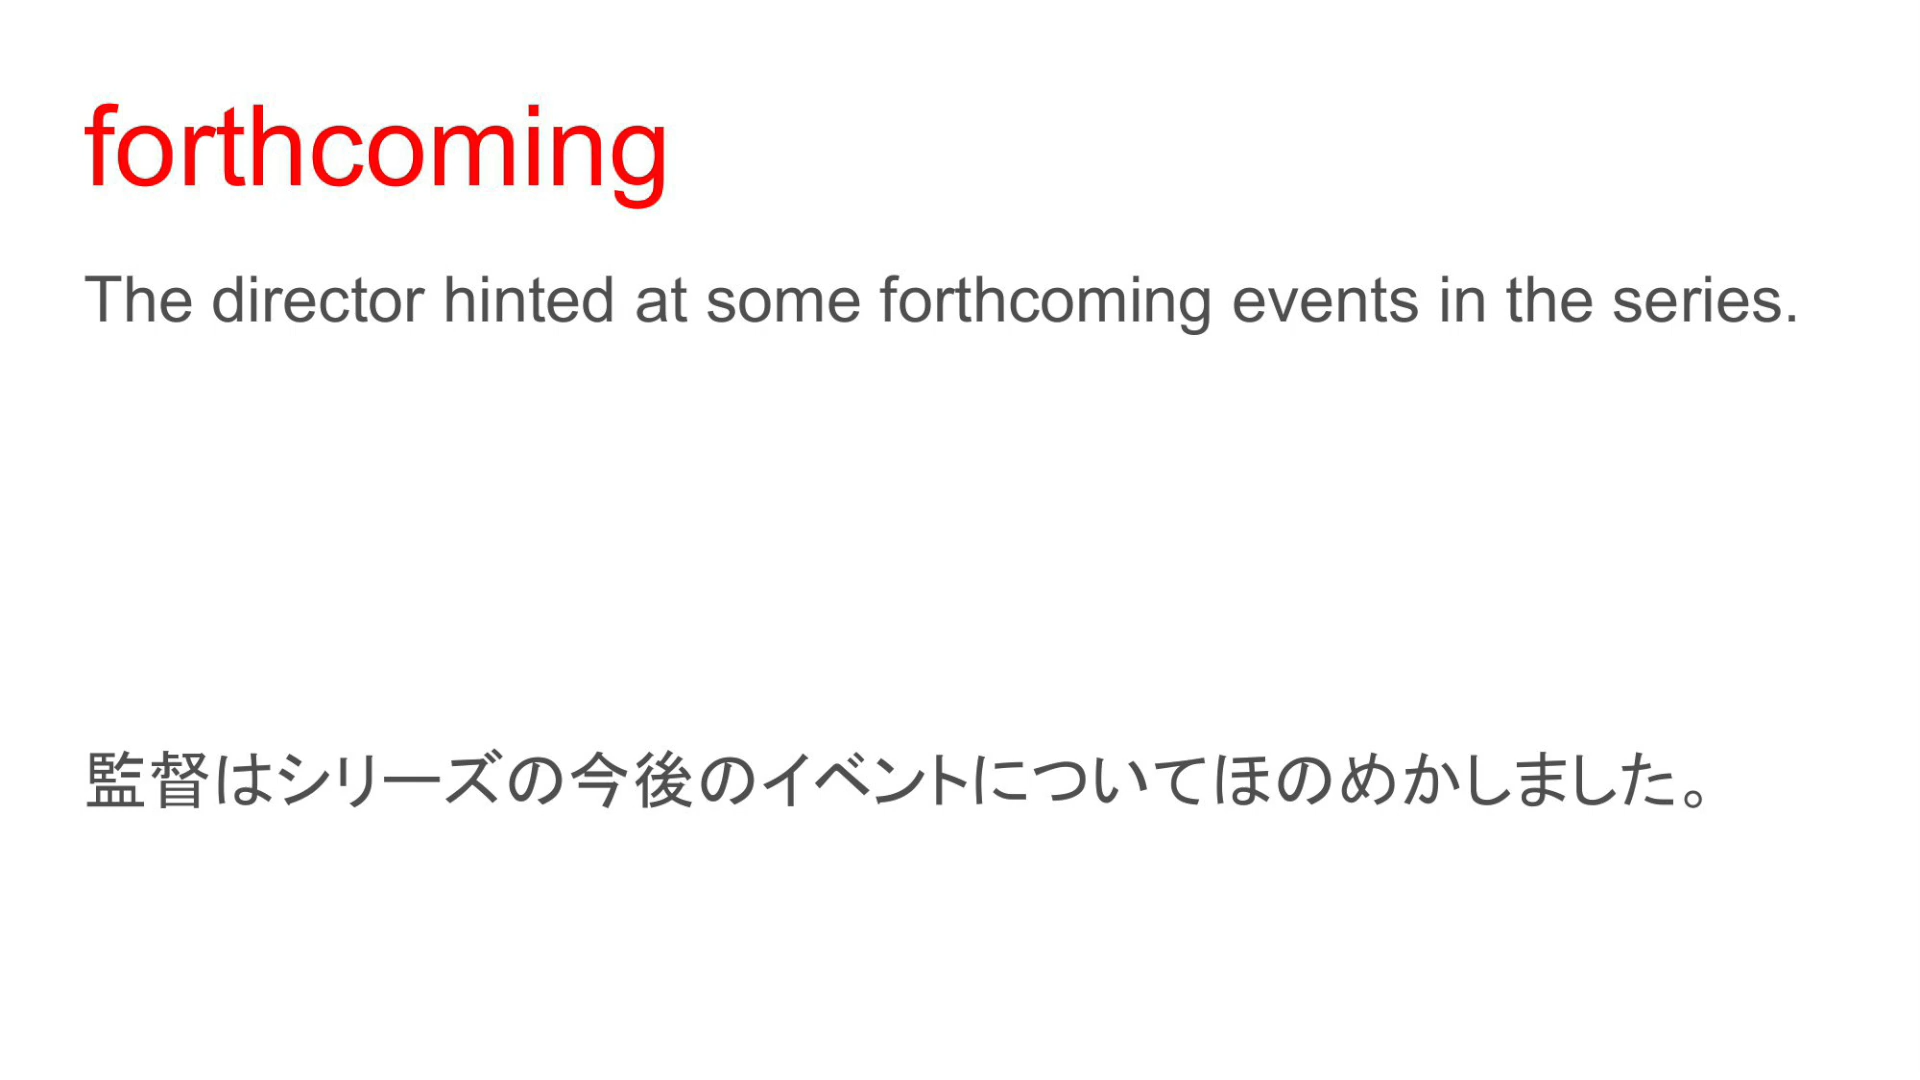 forthcoming
The director hinted at some forthcoming events in the series.
監督はシリーズの今後のイベントについてほのめかしました。